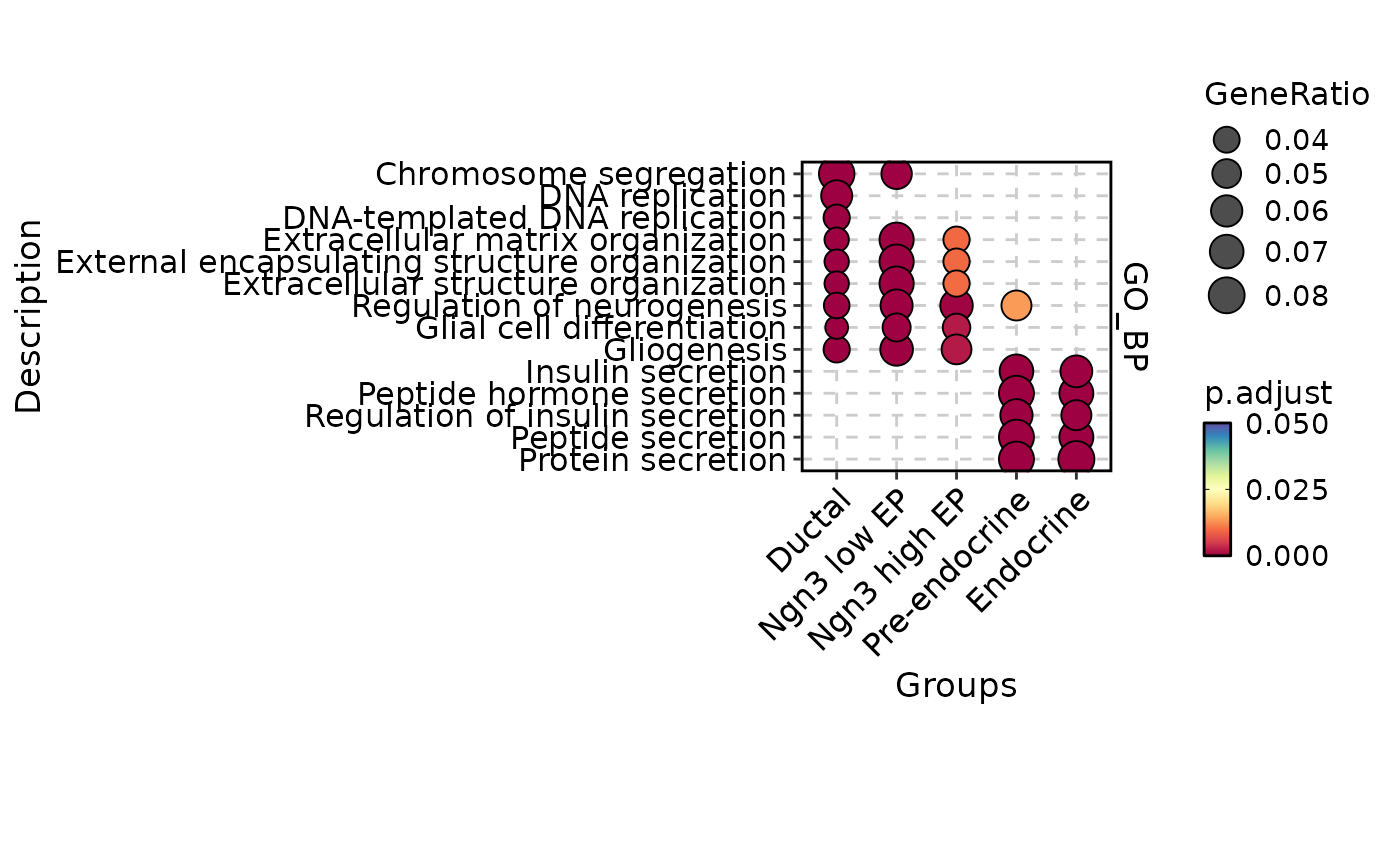 Description
Chromosome segregation
DNA replication
DNA-templated DNA replication
Extracellular matrix organization
External encapsulating structure organization
Extracellular structure organization
Regulation of neurogenesis
Glial cell differentiation
Gliogenesis
Insulin secretion
Peptide hormone secretion
Regulation of insulin secretion
Peptide secretion
Protein secretion
Ductal
Ngn3 low EP
Ngn3 high EP
Pre-endocrine
Endocrine
Groups
GO_BP
GeneRatio
0.04
0.05
0.06
0.07
0.08
p.adjust
0.050
0.025
0.000